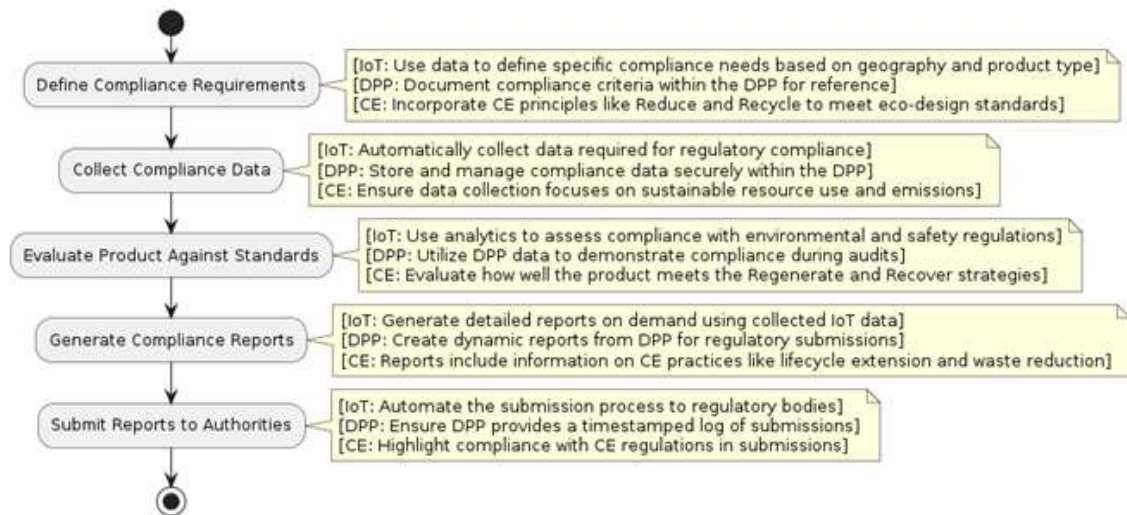 Define Compliance Requirements
[IoT: Use data to define specific compliance needs based on geography and product type]
[DPP: Document compliance criteria within the DPP for reference]
[CE: Incorporate CE principles like Reduce and Recycle to meet eco-design standards]
Collect Compliance Data
[IoT: Automatically collect data required for regulatory compliance]
[DPP: Store and manage compliance data securely within the DPP]
[CE: Ensure data collection focuses on sustainable resource use and emissions]
Evaluate Product Against Standards
[IoT: Use analytics to assess compliance with environmental and safety regulations]
[DPP: Utilize DPP data to demonstrate compliance during audits]
[CE: Evaluate how well the product meets the Regenerate and Recover strategies]
Generate Compliance Reports
[IoT: Generate detailed reports on demand using collected IoT data]
[DPP: Create dynamic reports from DPP for regulatory submissions]
[CE: Reports include information on CE practices like lifecycle extension and waste reduction]
Submit Reports to Authorities
[IoT: Automate the submission process to regulatory bodies]
[DPP: Ensure DPP provides a timestamped log of submissions]
[CE: Highlight compliance with CE regulations in submissions]